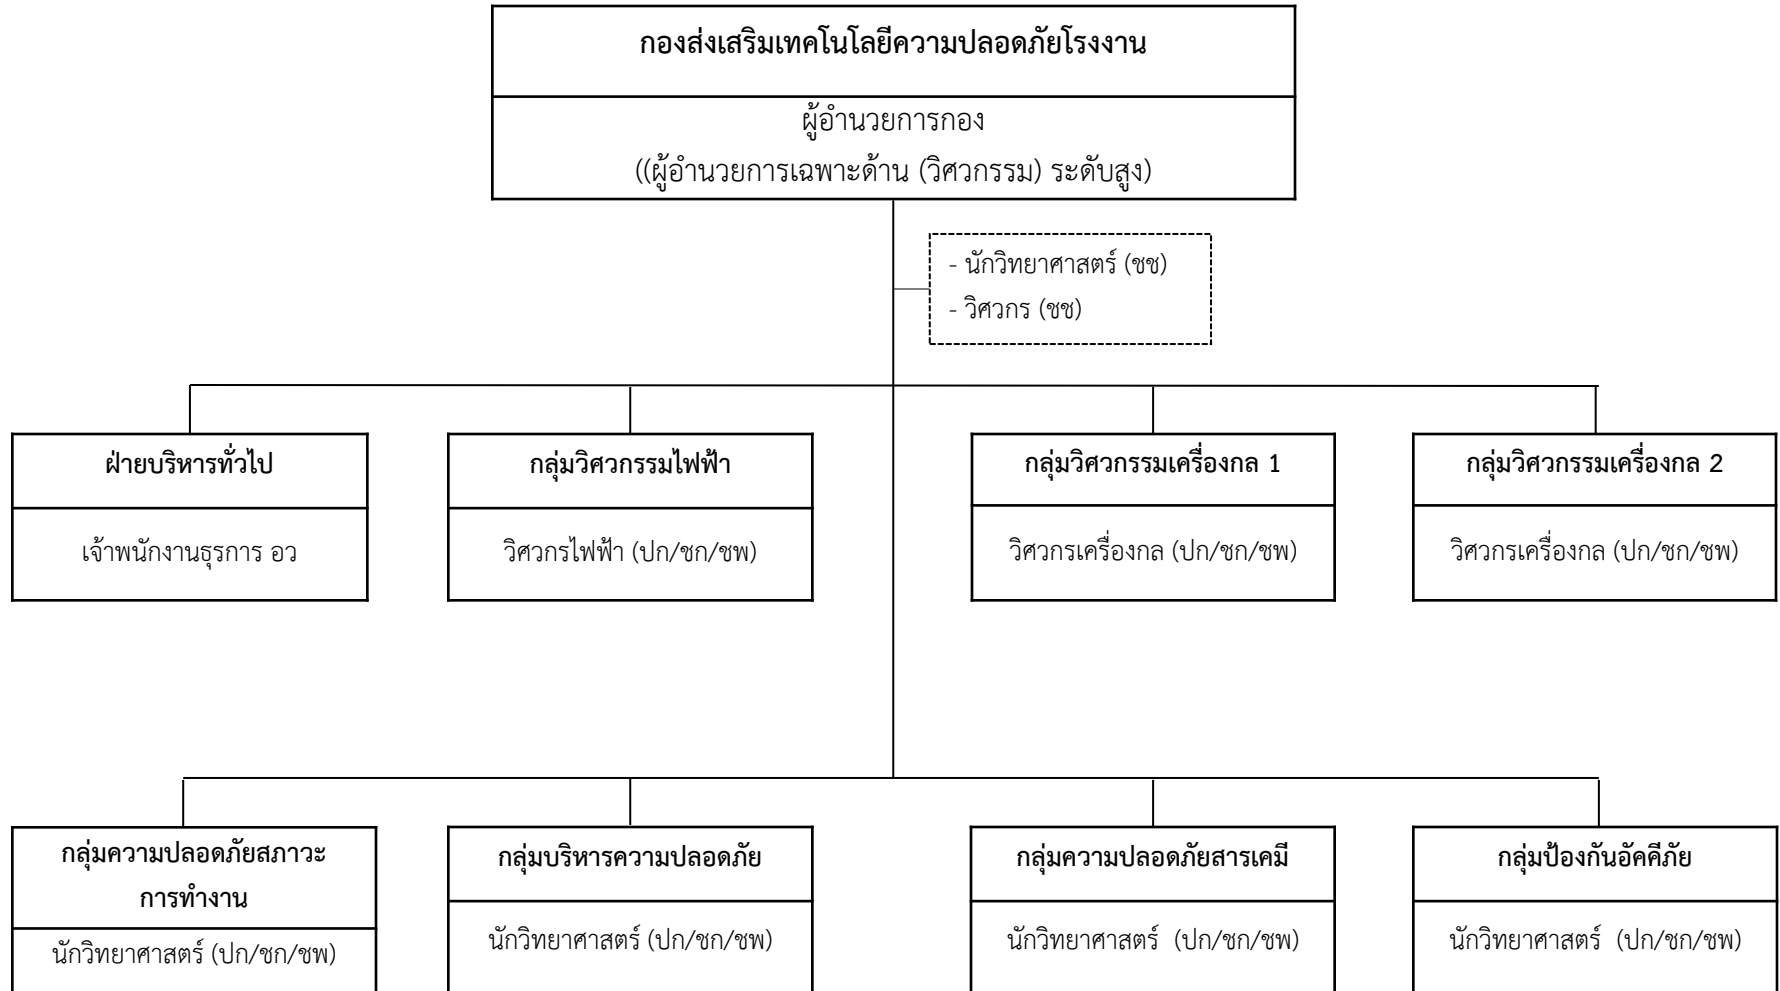 กองส่งเสริมเทคโนโลยีความปลอดภัยโรงงาน
ผู้อำนวยการกอง
((ผู้อำนวยการเฉพาะด้าน (วิศวกรรม) ระดับสูง)
- นักวิทยาศาสตร์ (ชช)
- วิศวกร (ชช)
ฝ่ายบริหารทั่วไป
เจ้าพนักงานธุรการ อว
กลุ่มวิศวกรรมไฟฟ้า
วิศวกรไฟฟ้า (ปก/ชก/ชพ)
กลุ่มวิศวกรรมเครื่องกล 1
วิศวกรเครื่องกล (ปก/ชก/ชพ)
กลุ่มวิศวกรรมเครื่องกล 2
วิศวกรเครื่องกล (ปก/ชก/ชพ)
กลุ่มความปลอดภัยสภาวะ
การทำงาน
นักวิทยาศาสตร์ (ปก/ชก/ชพ)
กลุ่มบริหารความปลอดภัย
นักวิทยาศาสตร์ (ปก/ชก/ชพ)
กลุ่มความปลอดภัยสารเคมี
นักวิทยาศาสตร์ (ปก/ชก/ชพ)
กลุ่มป้องกันอัคคีภัย
นักวิทยาศาสตร์ (ปก/ชก/ชพ)